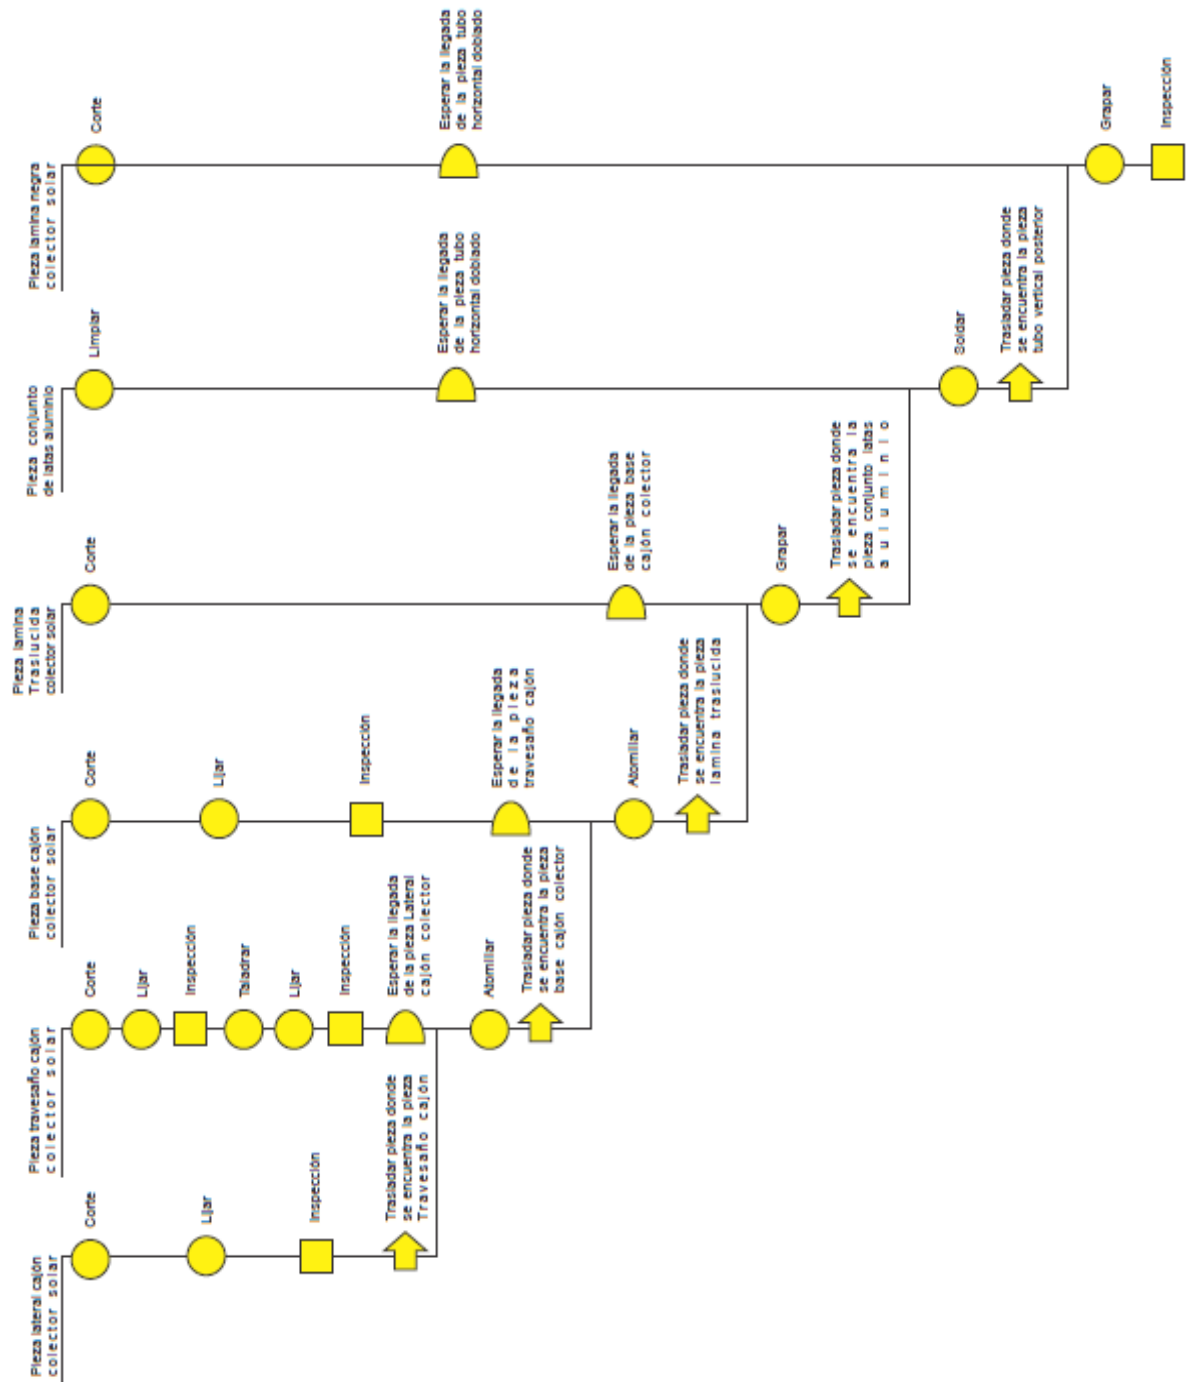 Pieza lateral cajón
colector solar
Corte
Lijar
Inspección
Trasladar pieza donde
se encuentra la pieza
Travesaño cajón
Pieza travesaño cajón
colector solar
Corte
Lijar
Inspección
Taladrar
Lijar
Inspección
Esperar la llegada
de la pieza Lateral
cajón colector
Atornillar
Trasladar pieza donde
se encuentra la pieza
base cajón colector
Pieza base cajón
colector solar
Corte
Lijar
Inspección
Esperar la llegada
de la pieza
travesaño cajón
Atornillar
Trasladar pieza donde
se encuentra la pieza
lamina traslucida
Pieza lamina
Traslucida
colector solar
Corte
Esperar la llegada
de la pieza base
cajón colector
Grapar
Trasladar pieza donde
se encuentra la
pieza conjunto latas
auluminio
Pieza conjunto
de latas aluminio
Limpiar
Esperar la llegada
de la pieza tubo
horizontal doblado
Soldar
Trasladar pieza donde
se encuentra la pieza
tubo vertical posterior
Pieza lamina negra
colector solar
Corte
Esperar la llegada
de la pieza tubo
horizontal doblado
Grapar
Inspección